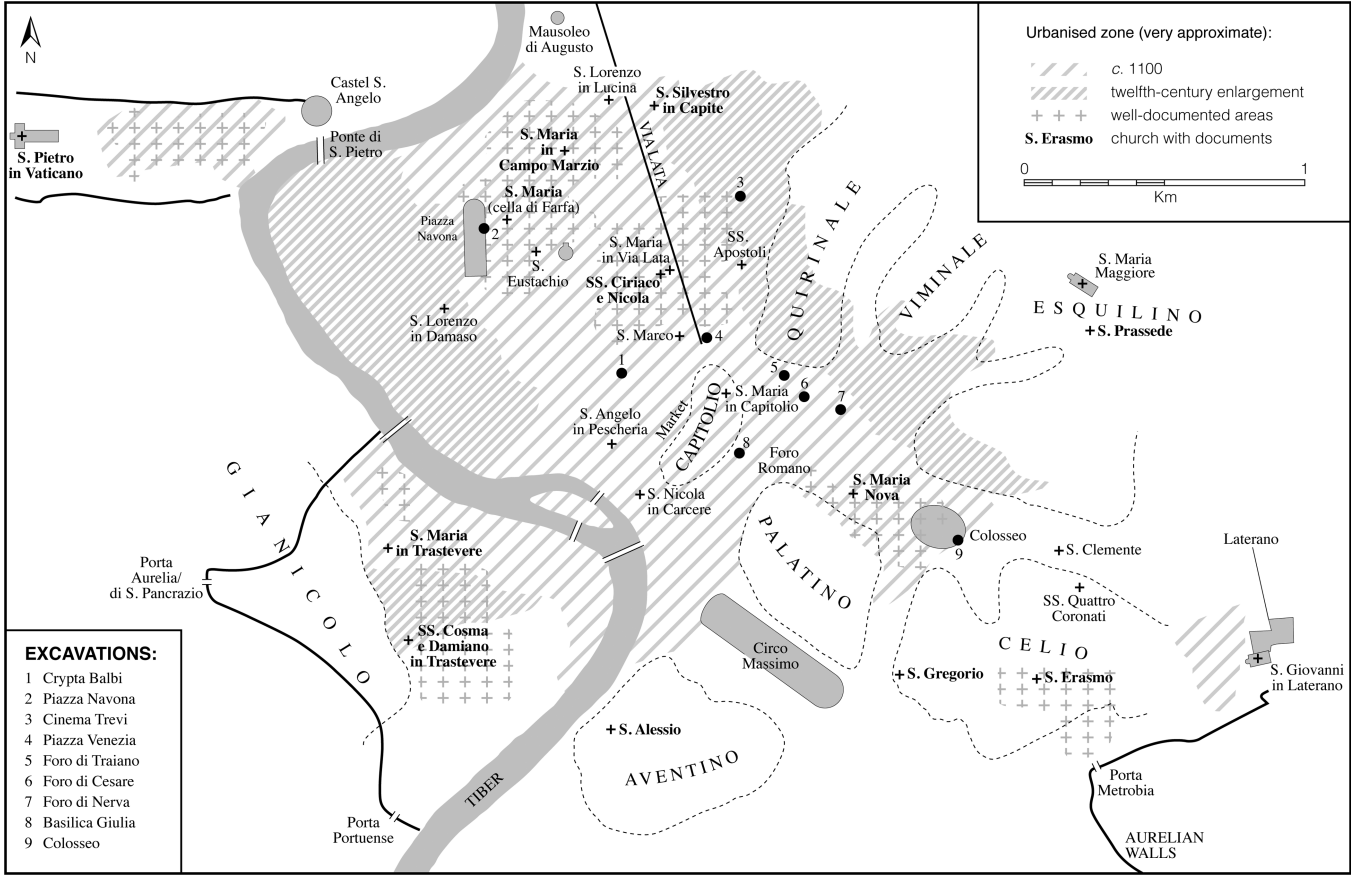 N
Mausoleo
di Augusto
Castel S.
Angelo
Ponte di
S. Pietro
S. Pietro
in Vaticano
S. Lorenzo
in Lucina
S. Silvestro
in Capite
S. Maria
in
Campo Marzio
VIA LATA
S. Maria
(cella di Farfa)
Piazza
Navona
2
3
S. Maria
in Via Lata
SS.
Apostoli
S.
Eustachio
SS. Ciriaco
e Nicola
S. Lorenzo
in Damaso
S. Marco
4
1
QUIRINALE
VIMINALE
S. Maria
Maggiore
ESQUILINO
S. Prassede
5
6
7
S. Maria
in Capitolio
Market
CAPITOLIO
S. Angelo
in Pescheria
8
Foro
Romano
S. Nicola
in Carcere
S. Maria
Nova
Colosseo
9
PALATINO
S. Clemente
SS. Quattro
Coronati
Laterano
GIANICOLO
S. Maria
in Trastevere
Porta
Aurelia/
di S. Pancrazio
SS. Cosma
e Damiano
in Trastevere
Circo
Massimo
CELIO
S. Gregorio
S. Erasmo
S. Giovanni
in Laterano
S. Alessio
AVENTINO
TIBER
Porta
Portuense
Porta
Metrobia
AURELIAN
WALLS
Urbanised zone (very approximate):
c. 1100
twelfth-century enlargement
well-documented areas
S. Erasmo church with documents
0 1
Km
EXCAVATIONS:
1 Crypta Balbi
2 Piazza Navona
3 Cinema Trevi
4 Piazza Venezia
5 Foro di Traiano
6 Foro di Cesare
7 Foro di Nerva
8 Basilica Giulia
9 Colosseo